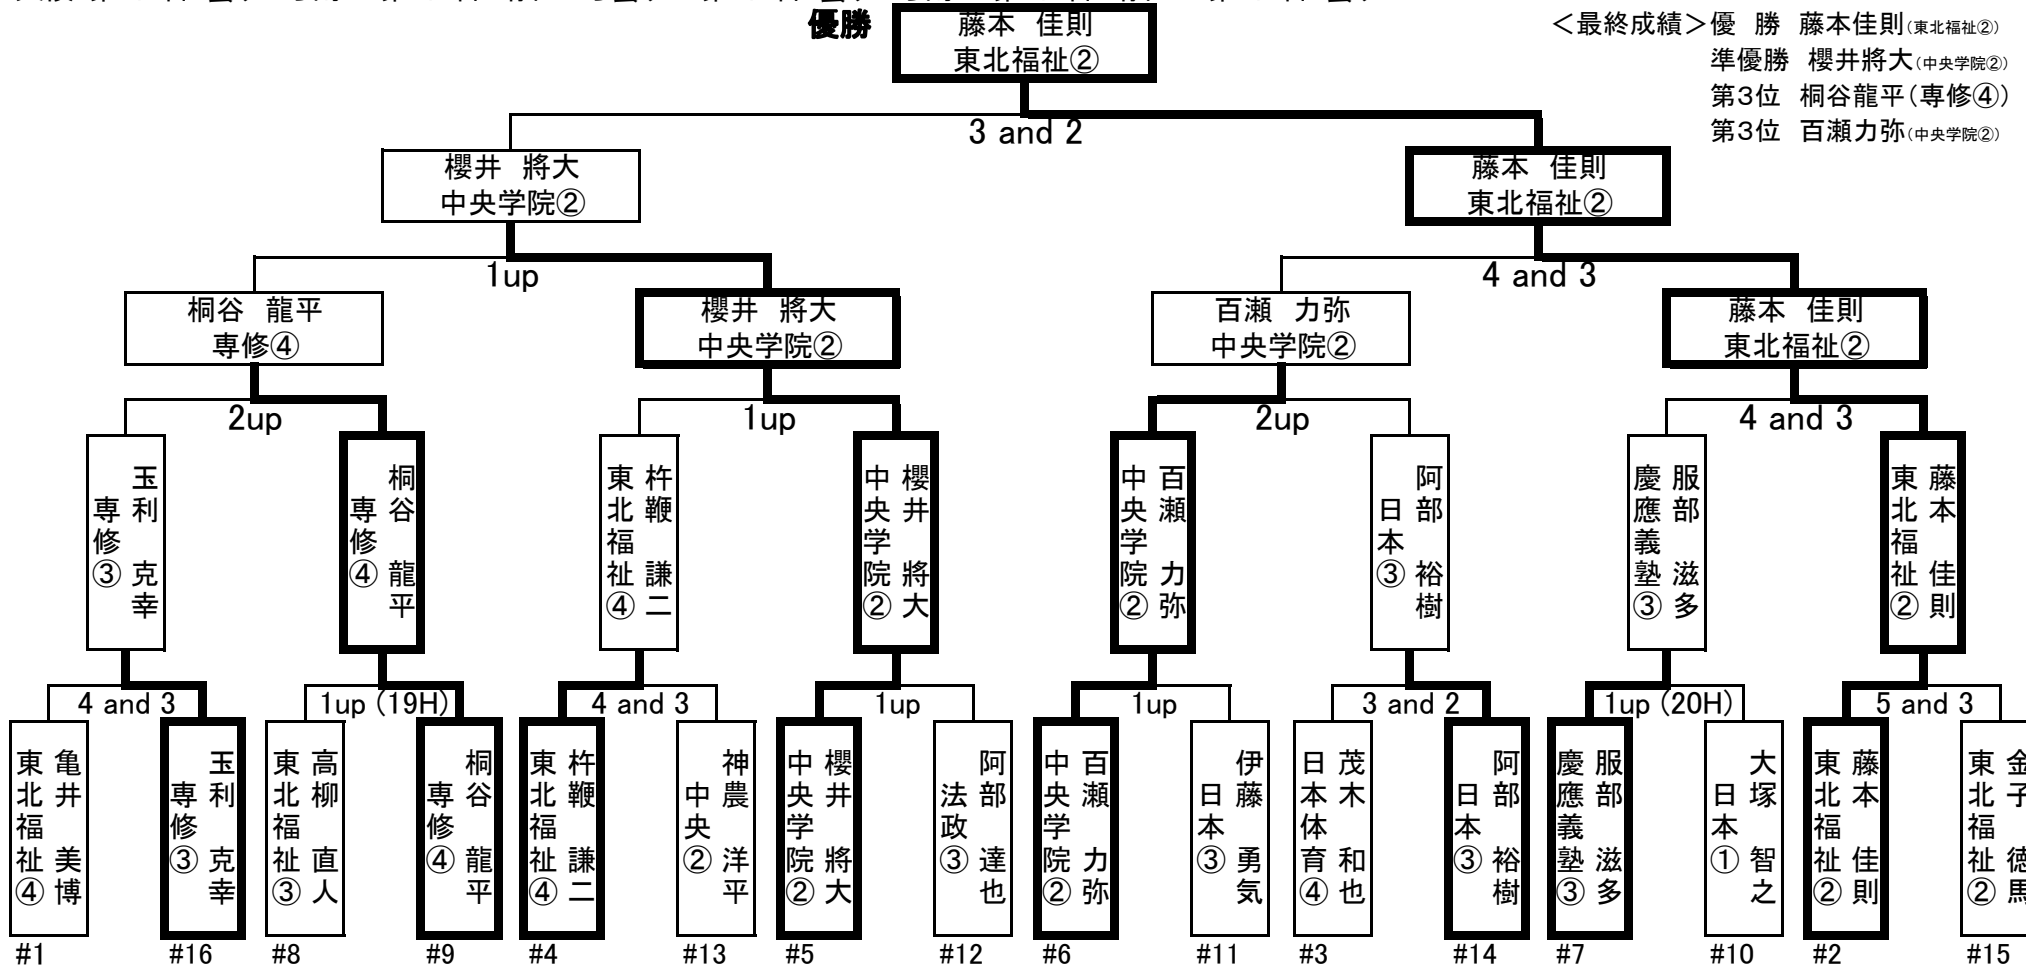 優勝
藤本 佳則
東北福祉②
＜最終成績＞優 勝 藤本佳則(東北福祉②)
準優勝 櫻井將大(中央学院②)
第3位 桐谷龍平(専修④)
第3位 百瀬力弥(中央学院②)
3 and 2
櫻井 將大
中央学院②
藤本 佳則
東北福祉②
1up
4 and 3
桐谷 龍平
専修④
櫻井 將大
中央学院②
百瀬 力弥
中央学院②
藤本 佳則
東北福祉②
2up
1up
2up
4 and 3
玉利 克幸
専修③
桐谷 龍平
専修④
杵鞭 謙二
東北福祉④
櫻井 將大
中央学院②
百瀬 力弥
中央学院②
阿部 裕樹
日本③
服部 滋多
慶應義塾③
藤本 佳則
東北福祉②
4 and 3
1up (19H)
4 and 3
1up
1up
3 and 2
1up (20H)
5 and 3
亀井 美博
東北福祉④
玉利 克幸
専修③
高柳 直人
東北福祉③
桐谷 龍平
専修④
杵鞭 謙二
東北福祉④
神農 洋平
中央②
櫻井 將大
中央学院②
阿部 達也
法政③
百瀬 力弥
中央学院②
伊藤 勇気
日本③
茂木 和也
日本体育④
阿部 裕樹
日本③
服部 滋多
慶應義塾③
大塚 智之
日本①
藤本 佳則
東北福祉②
金子 徳馬
東北福祉②
#1
#16
#8
#9
#4
#13
#5
#12
#6
#11
#3
#14
#7
#10
#2
#15